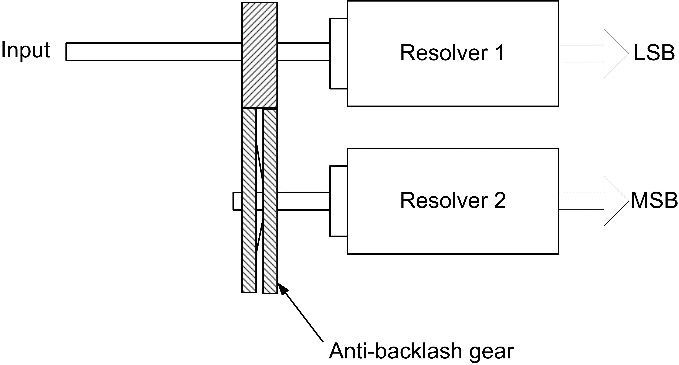 Input
Resolver 1
LSB
Resolver 2
MSB
Anti-backlash gear